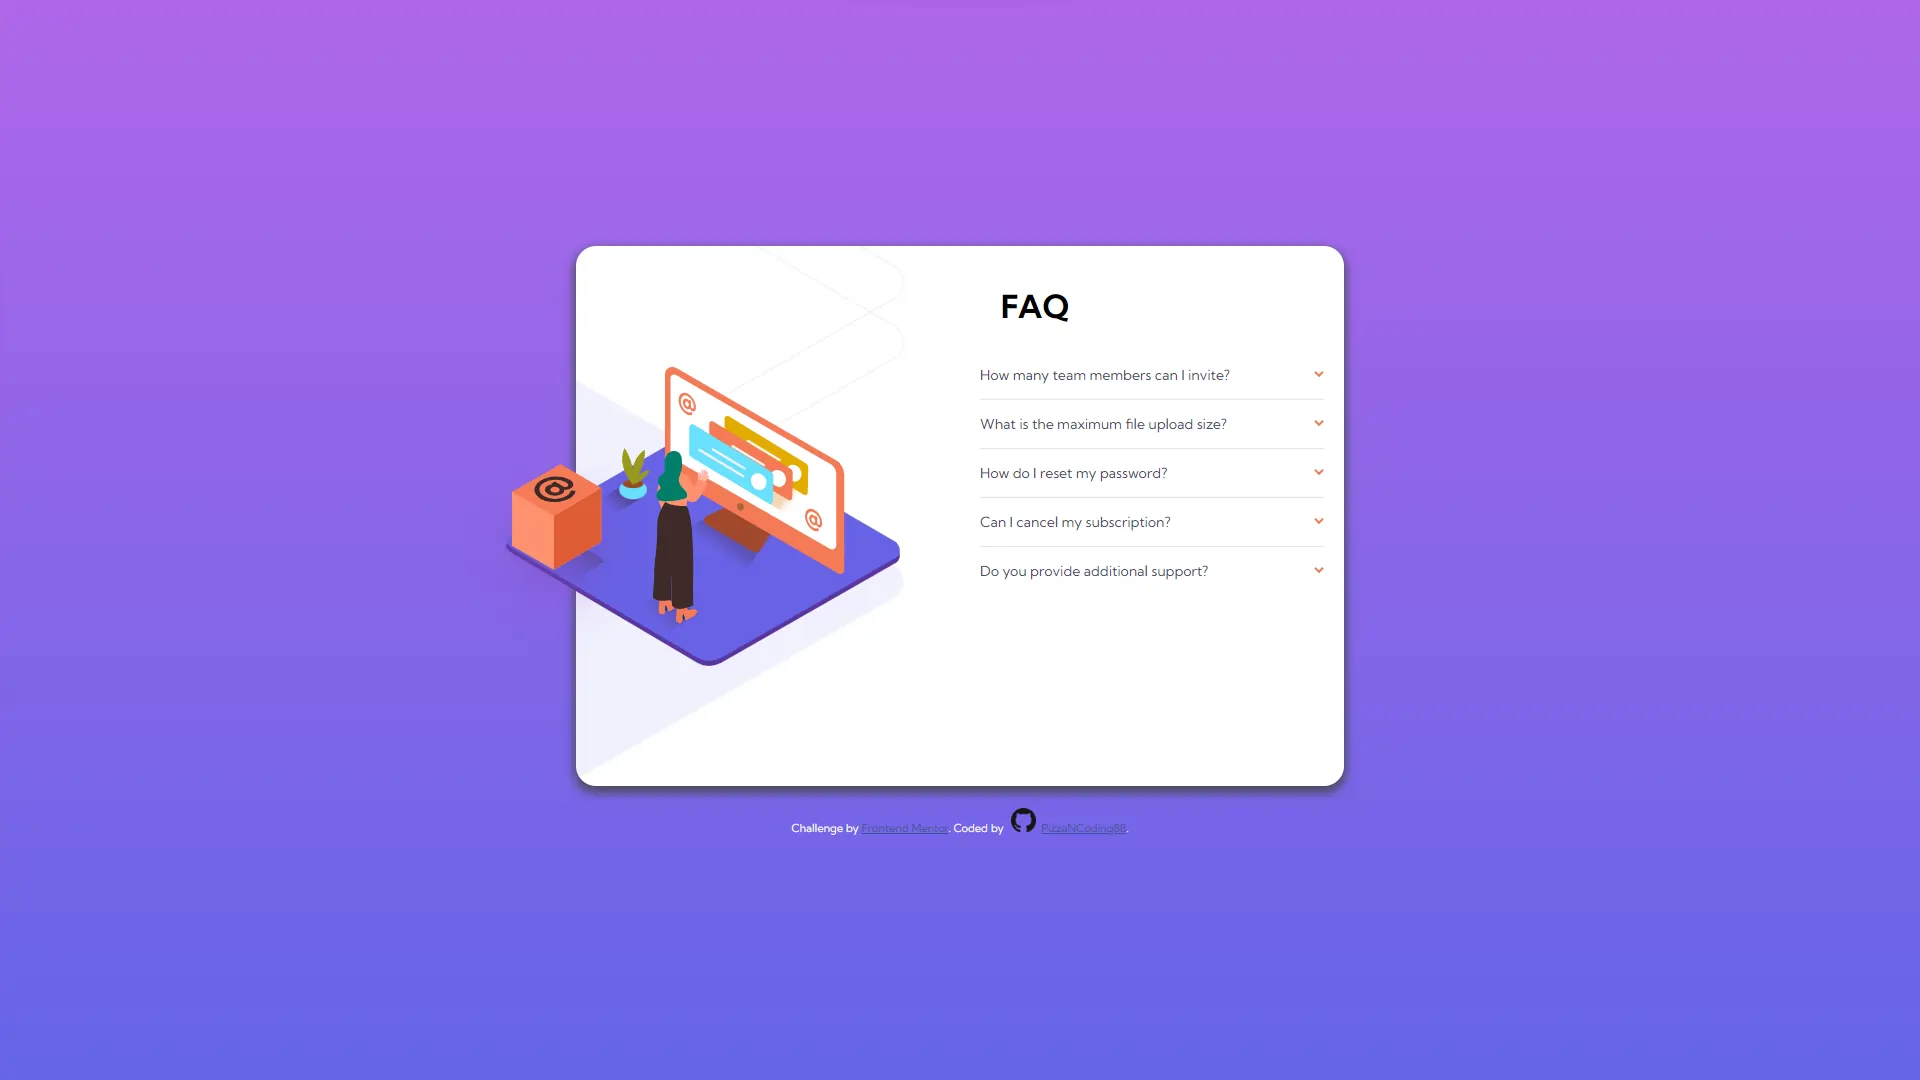 FAQ
How many team members can I invite?
What is the maximum file upload size?
How do I reset my password?
Can I cancel my subscription?
Do you provide additional support?
@
@
@
Challenge by Frontend Mentor. Coded by PizzaNCoding88.